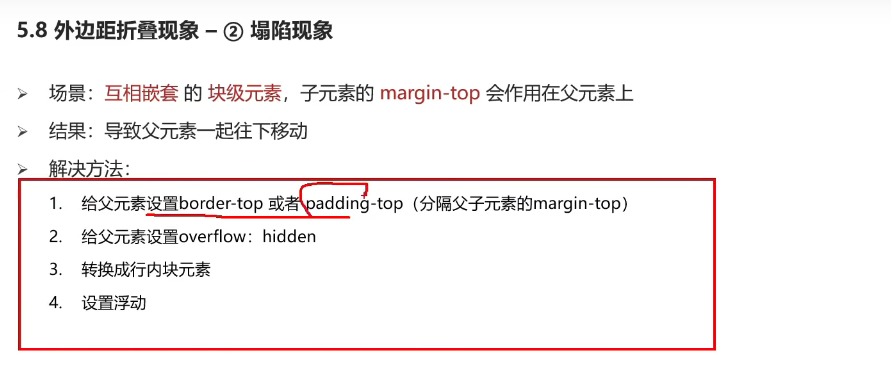 5.8 外边距折叠现象 – ② 塌陷现象
➢ 场景：互相嵌套 的 块级元素，子元素的 margin-top 会作用在父元素上
➢ 结果：导致父元素一起往下移动
➢ 解决方法：
1. 给父元素设置border-top 或者 padding-top（分隔父子元素的margin-top）
2. 给父元素设置overflow：hidden
3. 转换成行内块元素
4. 设置浮动